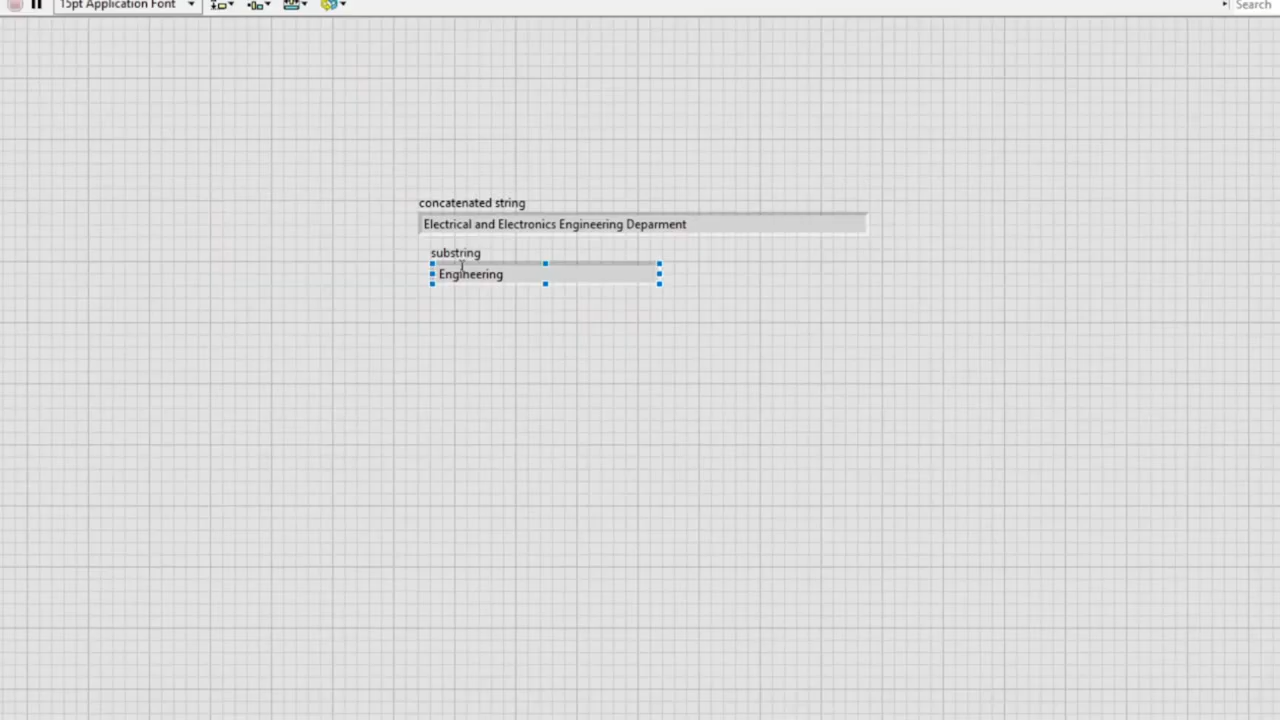 15pt Application Font
Search
concatenated string
Electrical and Electronics Engineering Deparment
substring
Engineering